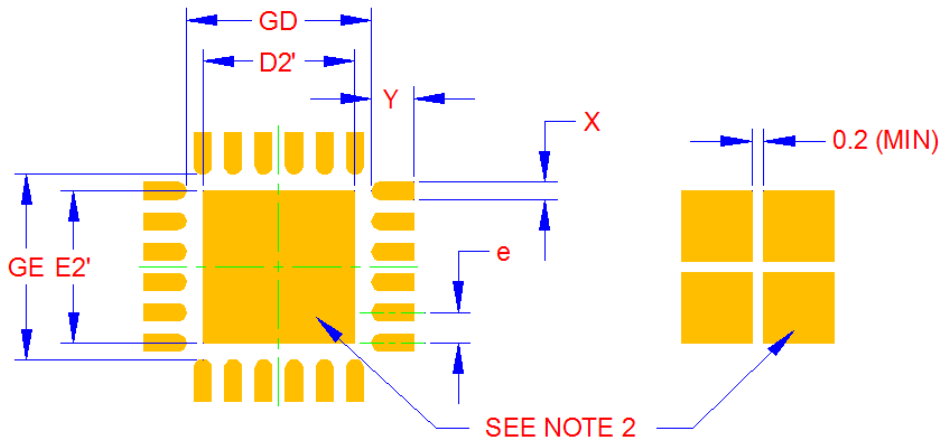 GD
D2'
Y
X
0.2 (MIN)
GE E2'
e
SEE NOTE 2